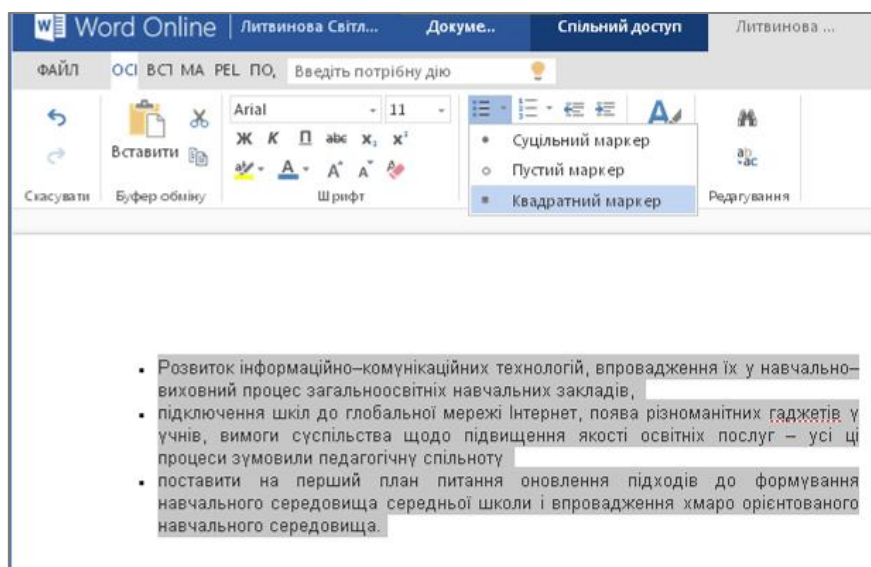 Word Online Литвинова Світл... Докуме... Спільний доступ Литвинова ...
ФАЙЛ ОСІ ВСТ МА PEL ПО, Введіть потрібну дію
Arial 11
Вставити Ж К П abc x₂ x² Суцільний маркер
Пустий маркер
Скасувати Буфер обміну Шрифт Квадратний маркер Редагування
Розвиток інформаційно–комунікаційних технологій, впровадження їх у навчально–
виховний процес загальноосвітніх навчальних закладів,
підключення шкіл до глобальної мережі Інтернет, поява різноманітних гаджетів у
учнів, вимоги суспільства щодо підвищення якості освітніх послуг – усі ці
процеси зумовили педагогічну спільноту
поставити на перший план питання оновлення підходів до формування
навчального середовища середньої школи і впровадження хмаро орієнтованого
навчального середовища.